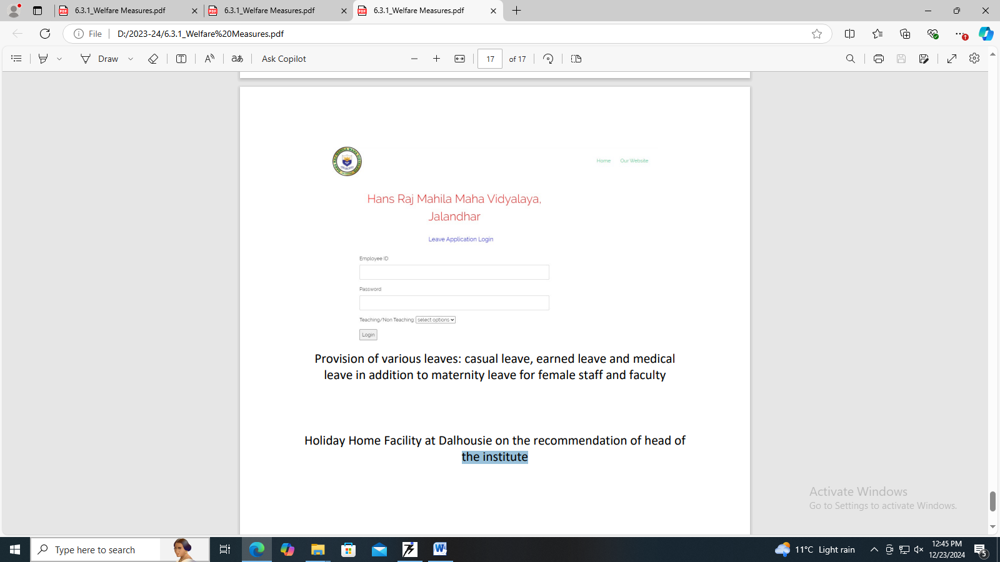 6.3.1_Welfare Measures.pdf
6.3.1_Welfare Measures.pdf
6.3.1_Welfare Measures.pdf
File
D:/2023-24/6.3.1_Welfare%20Measures.pdf
Draw
Ask Copilot
17 of 17
Home Our Website
Hans Raj Mahila Maha Vidyalaya,
Jalandhar
Leave Application Login
Employee ID
Password
Teaching/Non Teaching select options
Login
Provision of various leaves: casual leave, earned leave and medical
leave in addition to maternity leave for female staff and faculty
Holiday Home Facility at Dalhousie on the recommendation of head of
the institute
Activate Windows
Go to Settings to activate Windows.
Type here to search
11°C Light rain
12:45 PM
12/23/2024
5